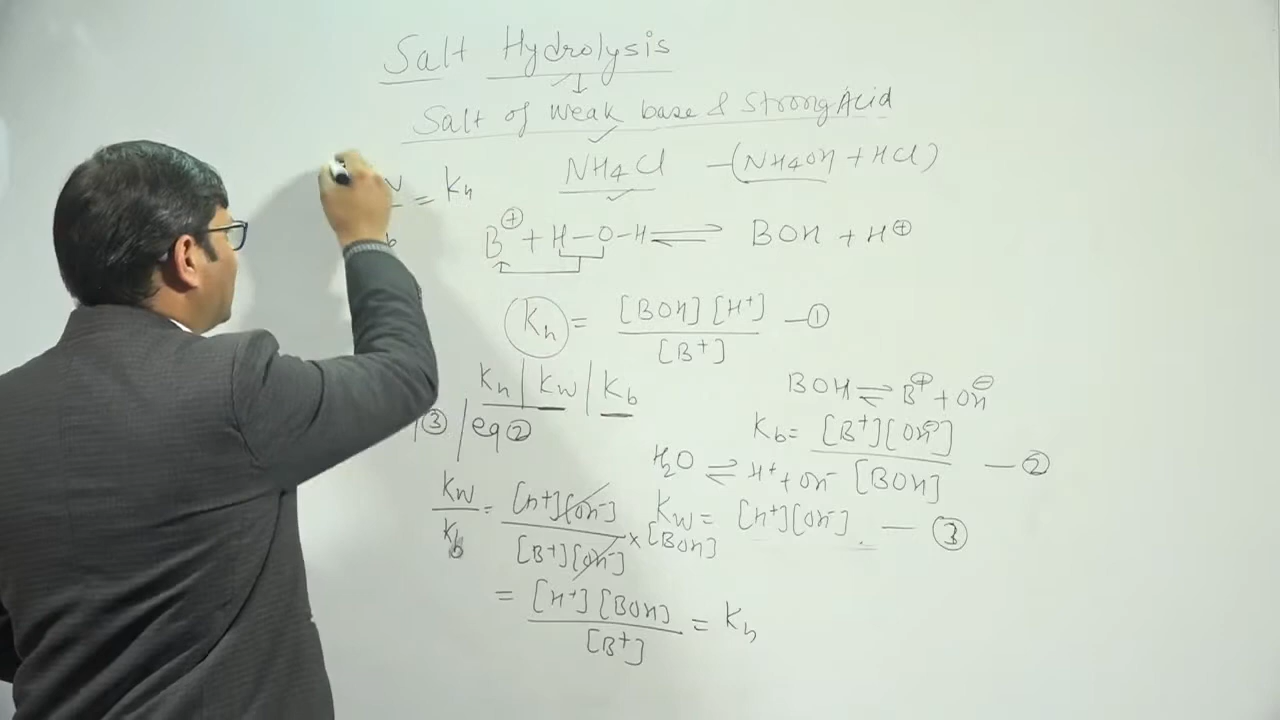 Salt Hydrolysis
Salt of weak base & Strong Acid
NH4Cl - (NH4OH + HCl)
= Kh
B⊕ + H-O-H ⇌ BOH + H⊕
Kh = [BOH][H+] / [B+] - ①
Kh | Kw | Kb
③ / eq ②
BOH ⇌ B⊕ + OH⊖
Kb = [B+][OH⊖] / [BOH] - ②
H2O ⇌ H+ + OH-
Kw = [H+][OH-] - ③
Kw / Kb = [H+][OH-] / [B+][OH-] × [BOH]
= [H+][BOH] / [B+] = Kh